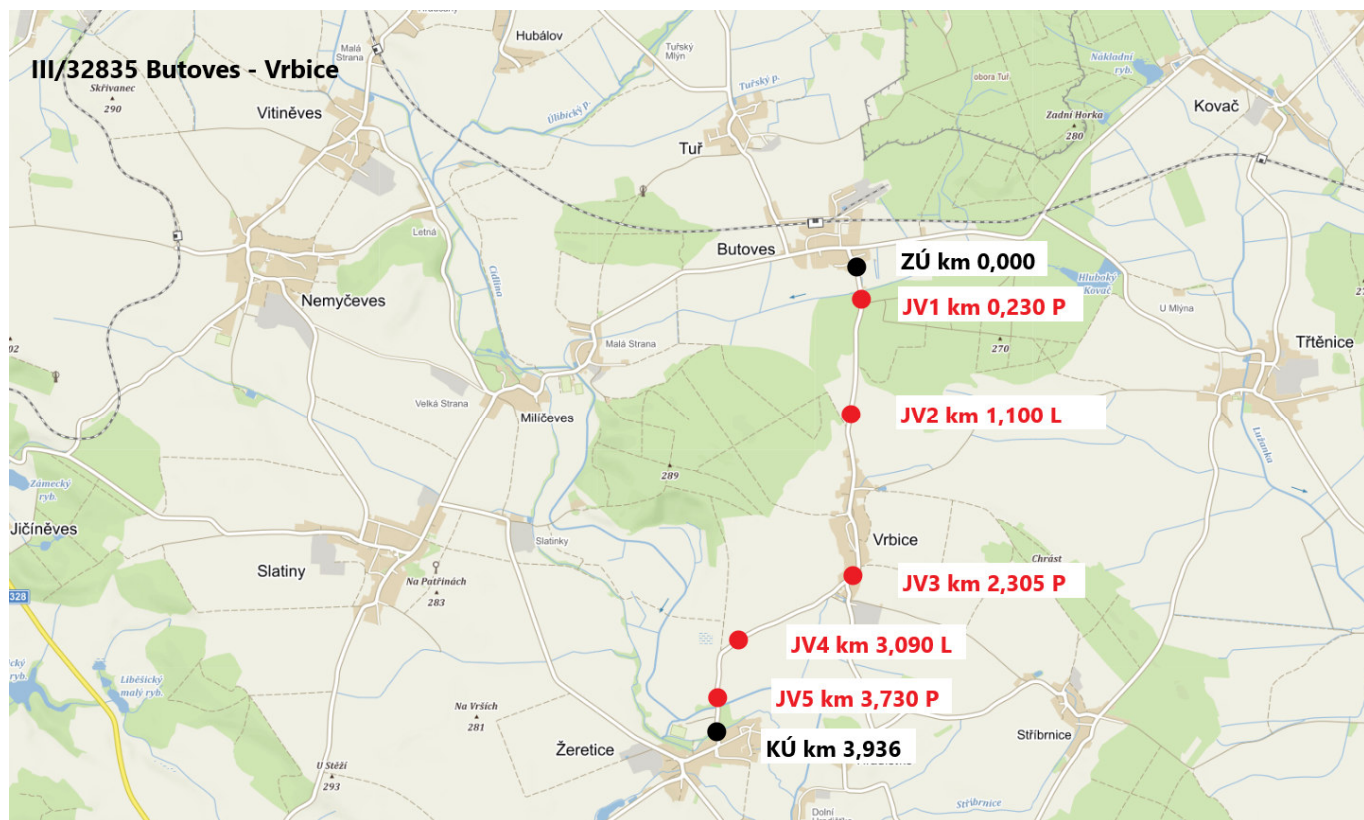 Malá
Strana
Hubálov
Tuřský
Mlýn
Nákladní
ryb.
III/32835 Butoves - Vrbice
Skřivanec
290
Vitiněves
Úlibický p.
Tuřský p.
obora Tuř
Zadní Horka
280
Kovač
Tuř
Letná
Butoves
ZÚ km 0,000
Cidlina
Hluboký
Kovač
Nemyčeves
JV1 km 0,230 P
U Mlýna
Malá Strana
270
Třtěnice
Velká Strana
Milíčeves
JV2 km 1,100 L
Lužanka
289
Zámecký
ryb.
Jičíněves
Slatinky
Vrbice
Chrást
Slatiny
Na Patřinách
283
JV3 km 2,305 P
328
JV4 km 3,090 L
Liběšický
malý ryb.
JV5 km 3,730 P
Na Vrších
281
Stříbrnice
Žeretice
KÚ km 3,936
U Stěží
293
Stříbrnice
Dolní